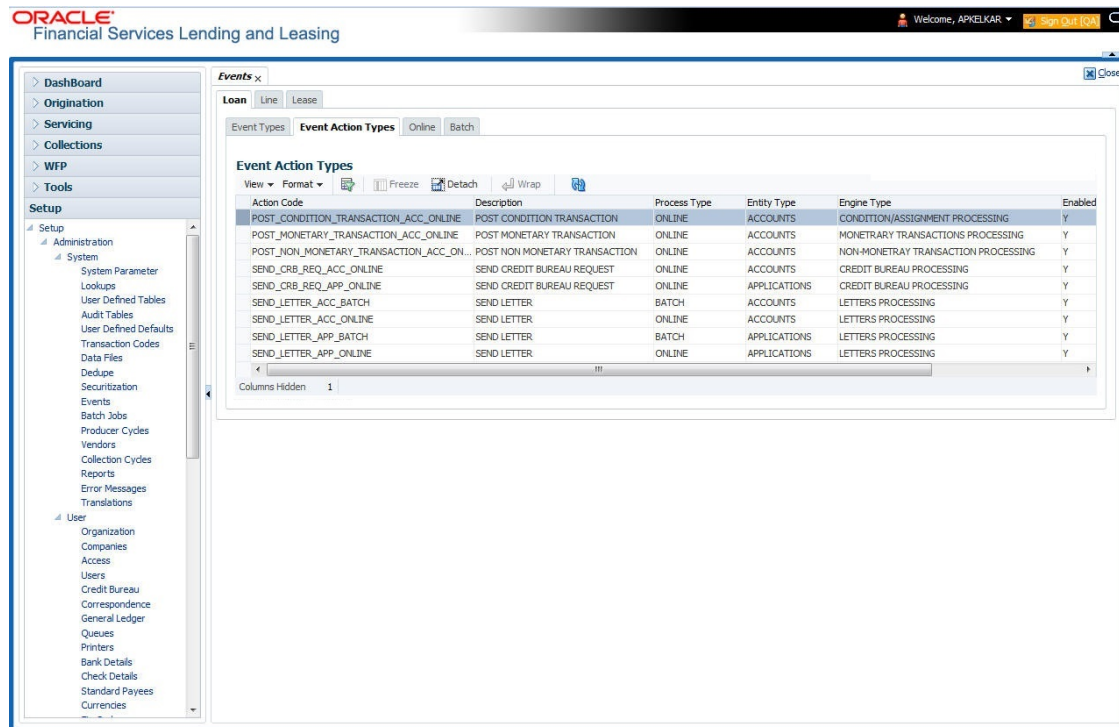 ORACLE
Financial Services Lending and Leasing
Welcome, APKELKAR
Sign Out [QA]
DashBoard
Origination
Servicing
Collections
WFP
Tools
Setup
Setup
Administration
System
System Parameter
Lookups
User Defined Tables
Audit Tables
User Defined Defaults
Transaction Codes
Data Files
Dedupe
Securitization
Events
Batch Jobs
Producer Cycles
Vendors
Collection Cycles
Reports
Error Messages
Translations
User
Organization
Companies
Access
Users
Credit Bureau
Correspondence
General Ledger
Queues
Printers
Bank Details
Check Details
Standard Payees
Currencies
Events
Close
Loan Line Lease
Event Types Event Action Types Online Batch
Event Action Types
View Format Freeze Detach Wrap
Action Code Description Process Type Entity Type Engine Type Enabled
POST_CONDITION_TRANSACTION_ACC_ONLINE POST CONDITION TRANSACTION ONLINE ACCOUNTS CONDITION/ASSIGNMENT PROCESSING Y
POST_MONETARY_TRANSACTION_ACC_ONLINE POST MONETARY TRANSACTION ONLINE ACCOUNTS MONETRARY TRANSACTIONS PROCESSING Y
POST_NON_MONETARY_TRANSACTION_ACC_ON... POST NON MONETARY TRANSACTION ONLINE ACCOUNTS NON-MONETRAY TRANSACTION PROCESSING Y
SEND_CRB_REQ_ACC_ONLINE SEND CREDIT BUREAU REQUEST ONLINE ACCOUNTS CREDIT BUREAU PROCESSING Y
SEND_CRB_REQ_APP_ONLINE SEND CREDIT BUREAU REQUEST ONLINE APPLICATIONS CREDIT BUREAU PROCESSING Y
SEND_LETTER_ACC_BATCH SEND LETTER BATCH ACCOUNTS LETTERS PROCESSING Y
SEND_LETTER_ACC_ONLINE SEND LETTER ONLINE ACCOUNTS LETTERS PROCESSING Y
SEND_LETTER_APP_BATCH SEND LETTER BATCH APPLICATIONS LETTERS PROCESSING Y
SEND_LETTER_APP_ONLINE SEND LETTER ONLINE APPLICATIONS LETTERS PROCESSING Y
Columns Hidden 1